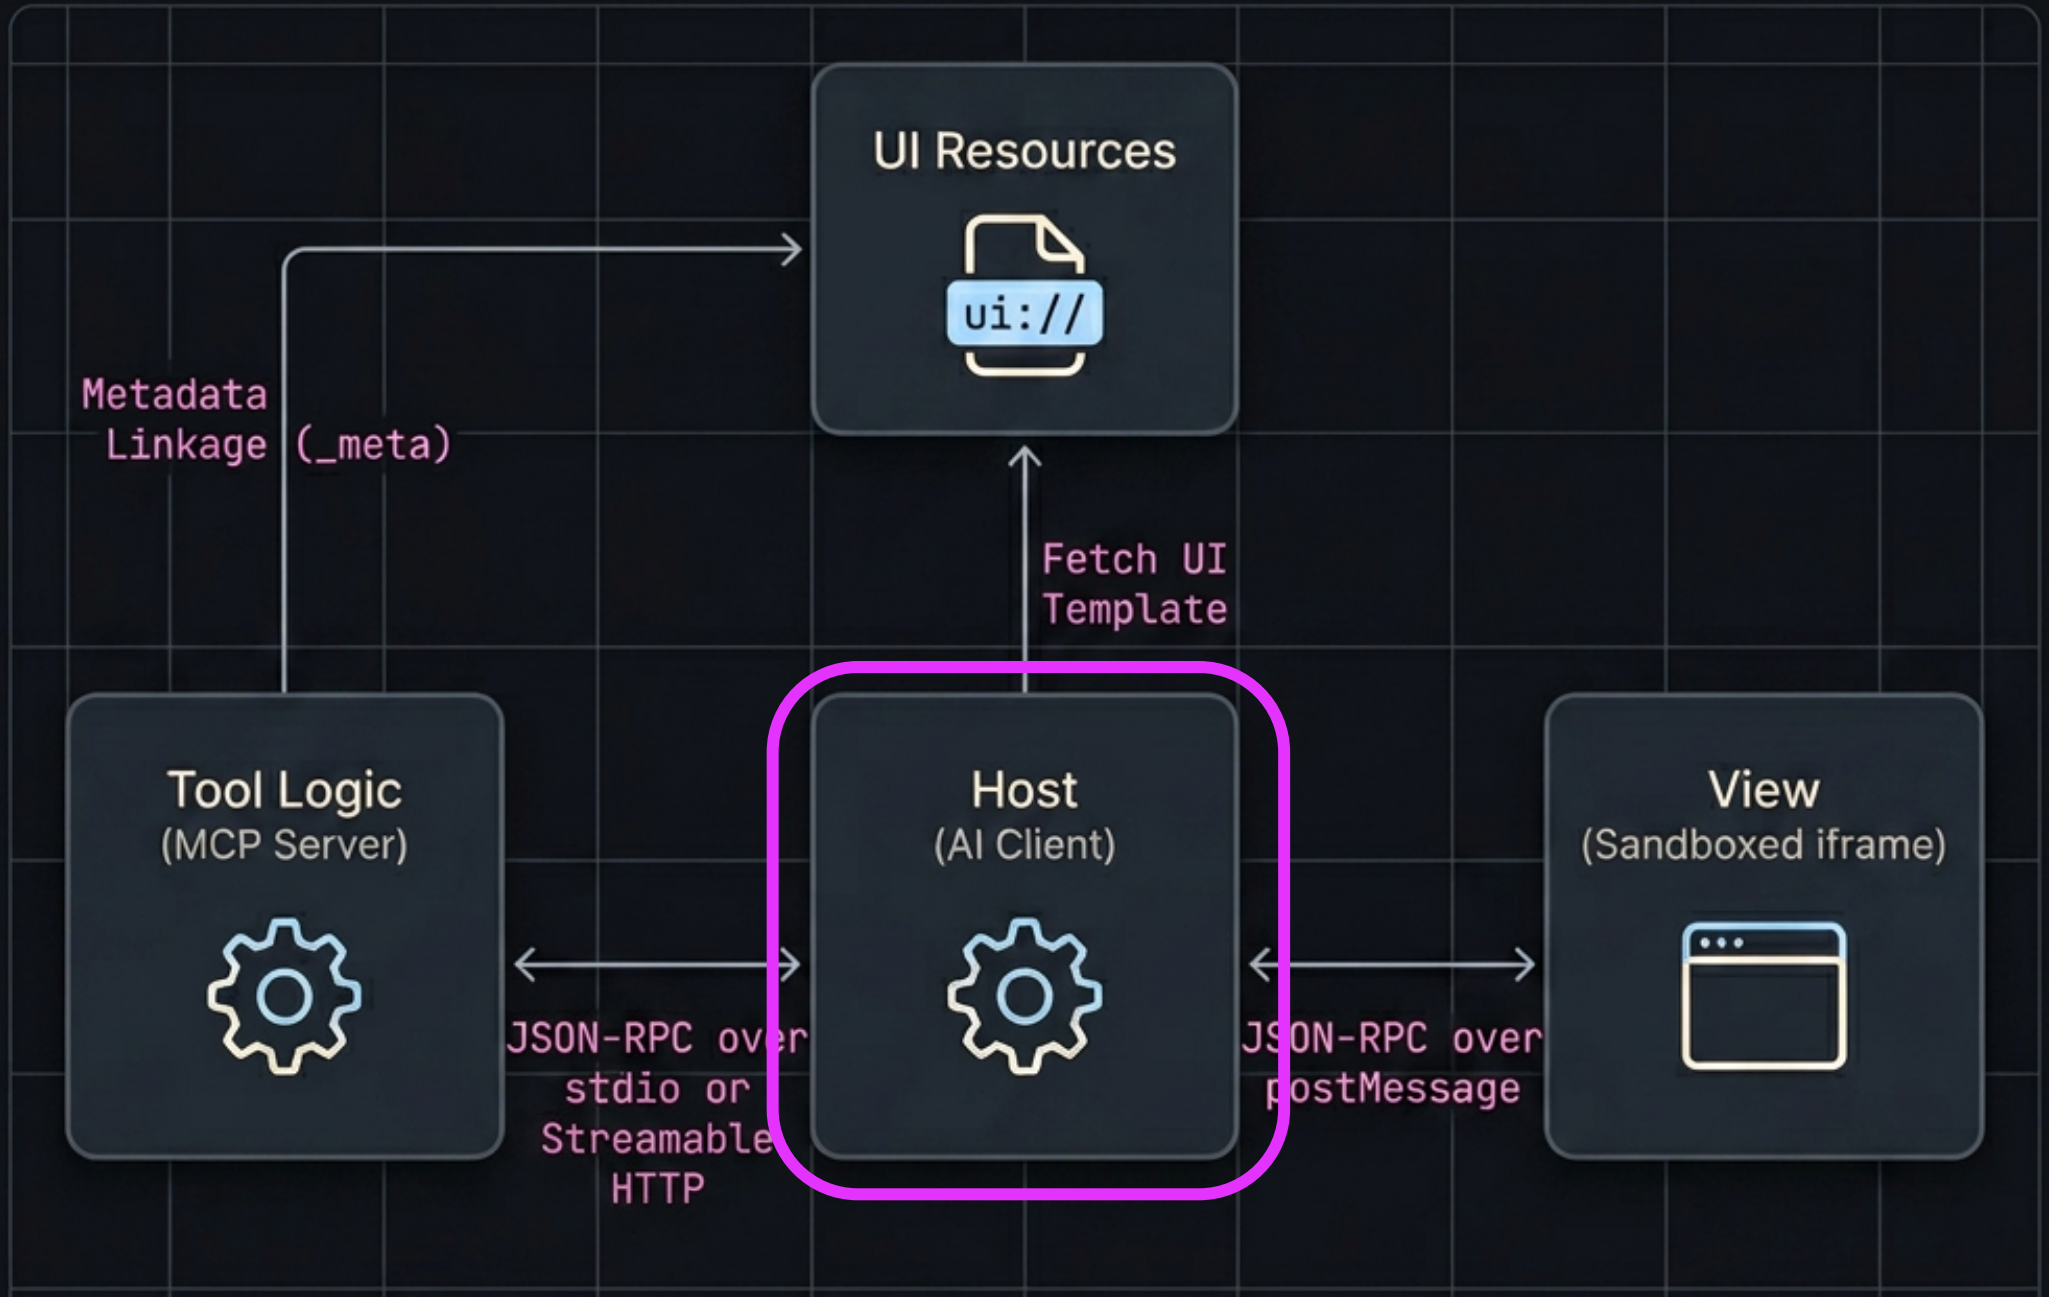 UI Resources
ui://
Metadata
Linkage (_meta)
Fetch UI
Template
Tool Logic
(MCP Server)
Host
(AI Client)
View
(Sandboxed iframe)
JSON-RPC over
stdio or
Streamable
HTTP
JSON-RPC over
postMessage